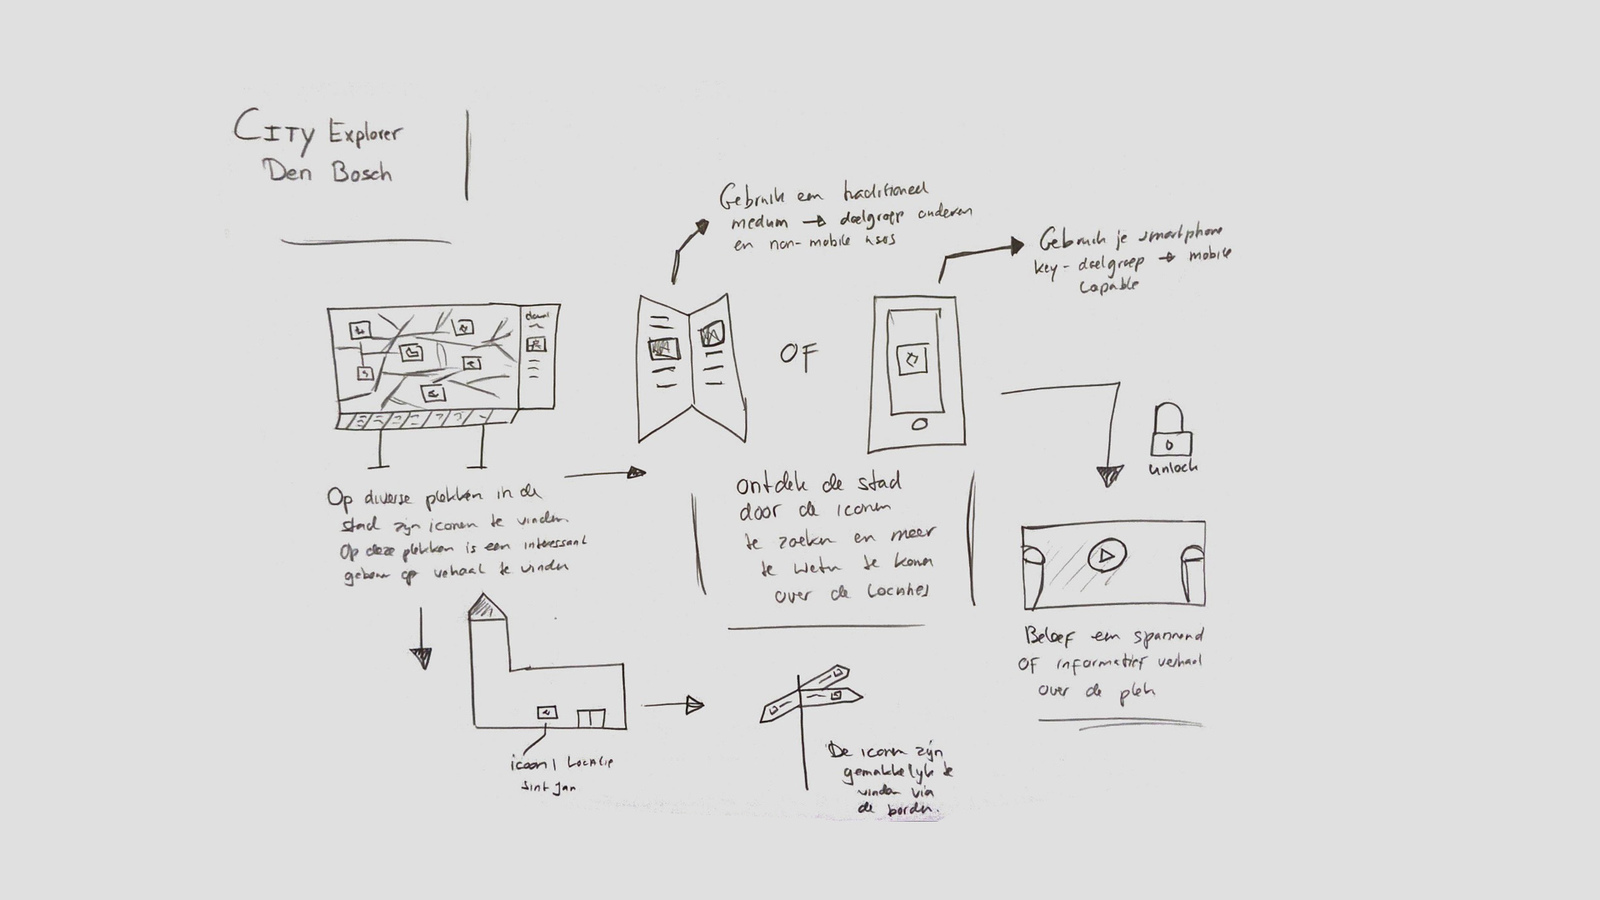 City Explorer
Den Bosch
Gebruik een traditioneel
medium → doelgroep ouderen
en non-mobile users
Gebruik je smartphone
key-doelgroep → mobile
capable
OF
unlock
Op diverse plekken in de
stad zijn iconen te vinden.
Op deze plekken is een interessant
gebeuren op verhaal te vinden
Ontdek de stad
door de iconen
te zoeken en meer
te weten te komen
over de locaties
Beleef een spannend
OF informatief verhaal
over de plek
icoon | Locatie
Sint Jan
De iconen zijn
gemakkelijk te
vinden via
de borden.